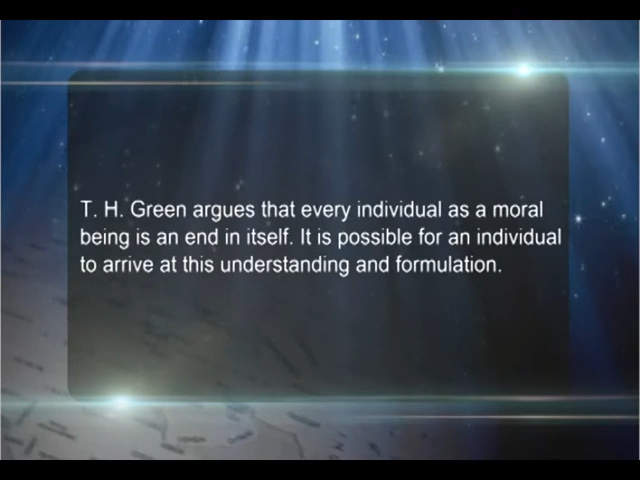 T. H. Green argues that every individual as a moral
being is an end in itself. It is possible for an individual
to arrive at this understanding and formulation.